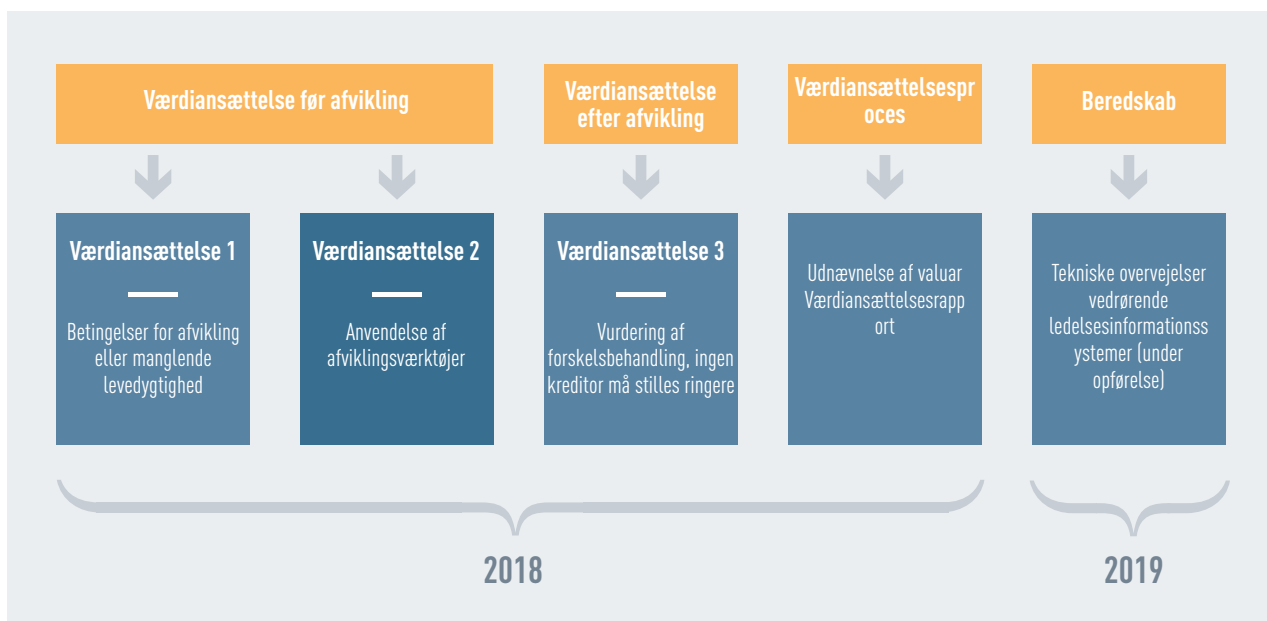 Værdiansættelse før afvikling
Værdiansættelse
efter afvikling
Værdiansættelsespr
oces
Beredskab
Værdiansættelse 1
Betingelser for afvikling
eller manglende
levedygtighed
Værdiansættelse 2
Anvendelse af
afviklingsværktøjer
Værdiansættelse 3
Vurdering af
forskelsbehandling, ingen
kreditor må stilles ringere
Udnævnelse af valuar
Værdiansættelsesrapp
ort
Tekniske overvejelser
vedrørende
ledelsesinformationss
ystemer (under
opførelse)
2018
2019